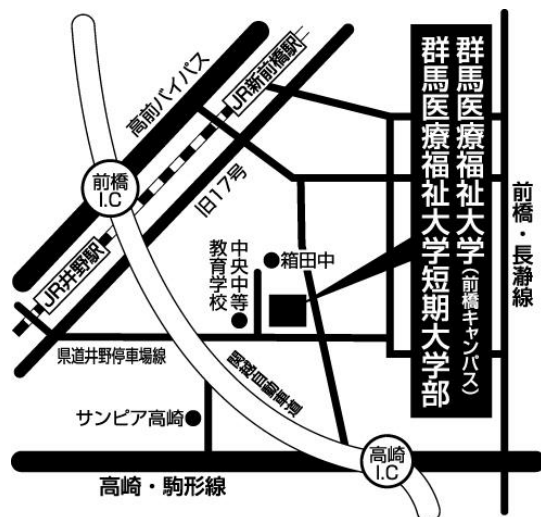 群馬医療福祉大学（前橋キャンパス）
群馬医療福祉大学短期大学部
高前バイパス
JR新前橋駅
前橋
I.C
旧17号
JR井野駅
中央中等
教育学校
箱田中
前橋・長瀞線
県道井野停車場線
関越自動車道
サンピア高崎
高崎
I.C
高崎・駒形線